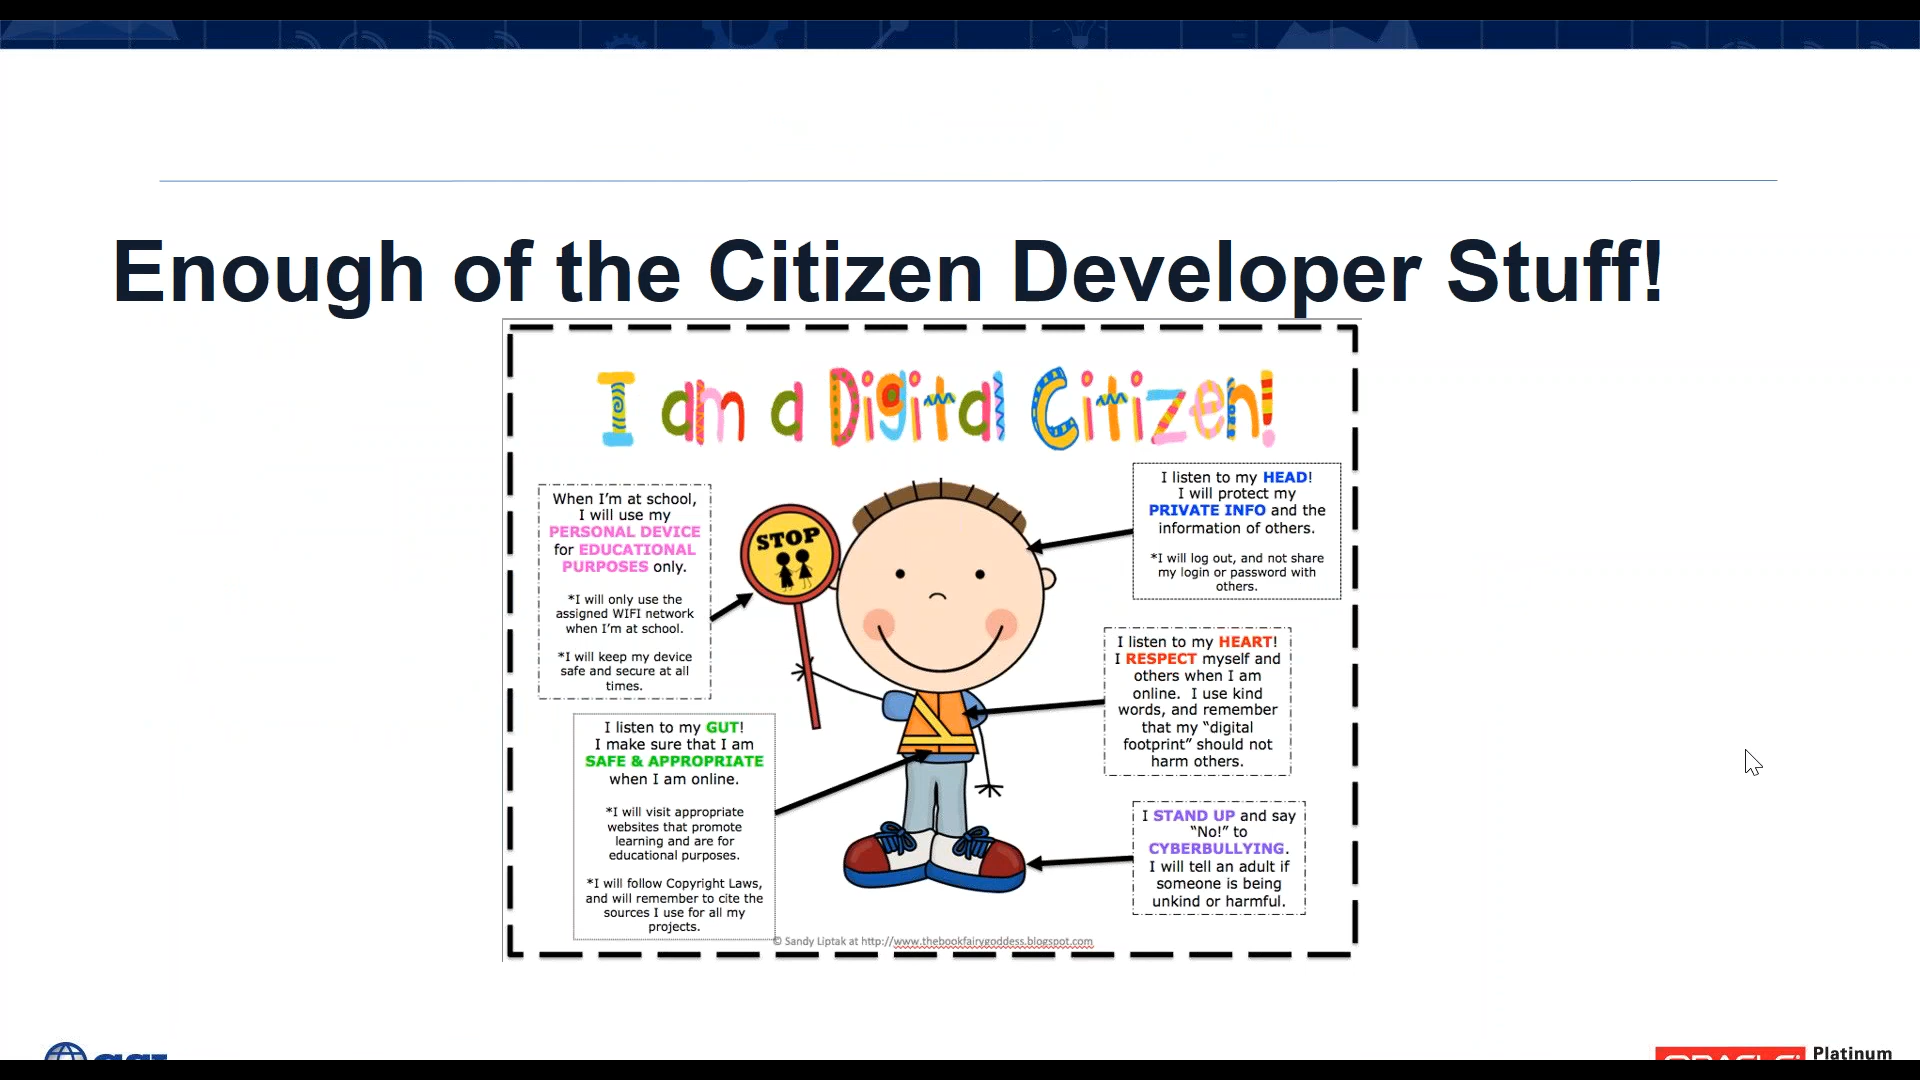 Enough of the Citizen Developer Stuff!
I am a Digital Citizen!
When I’m at school,
I will use my
PERSONAL DEVICE
for EDUCATIONAL
PURPOSES only.
*I will only use the
assigned WIFI network
when I’m at school.
*I will keep my device
safe and secure at all
times.
STOP
I listen to my HEAD!
I will protect my
PRIVATE INFO and the
information of others.
*I will log out, and not share
my login or password with
others.
I listen to my HEART!
I RESPECT myself and
others when I am
online. I use kind
words, and remember
that my “digital
footprint” should not
harm others.
I listen to my GUT!
I make sure that I am
SAFE & APPROPRIATE
when I am online.
*I will visit appropriate
websites that promote
learning and are for
educational purposes.
*I will follow Copyright Laws,
and will remember to cite the
sources I use for all my
projects.
I STAND UP and say
“No!” to
CYBERBULLYING.
I will tell an adult if
someone is being
unkind or harmful.
© Sandy Liptak at http://www.thebookfairygoddess.blogspot.com
ORACLE Platinum